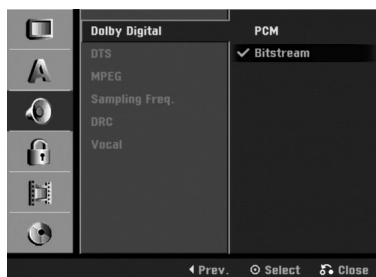 Dolby Digital
DTS
MPEG
Sampling Freq.
DRC
Vocal
PCM
✓ Bitstream
A
Prev.
Select
Close